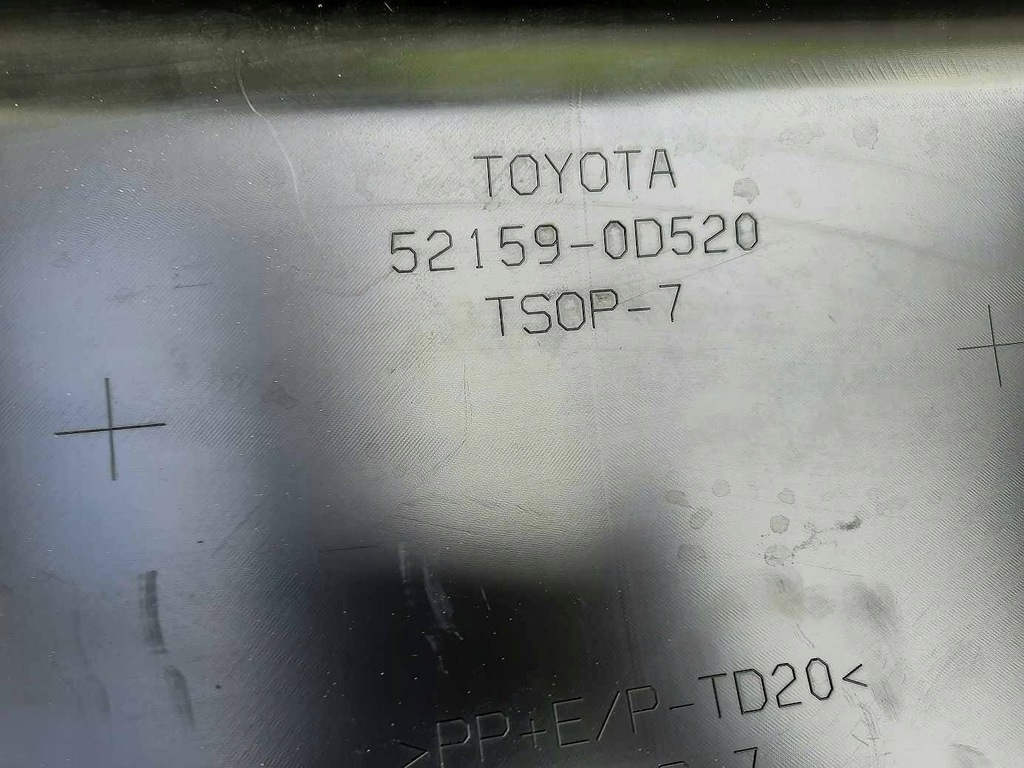 TOYOTA
52159-0D520
TSOP-7
>PP+E/P-TD20<